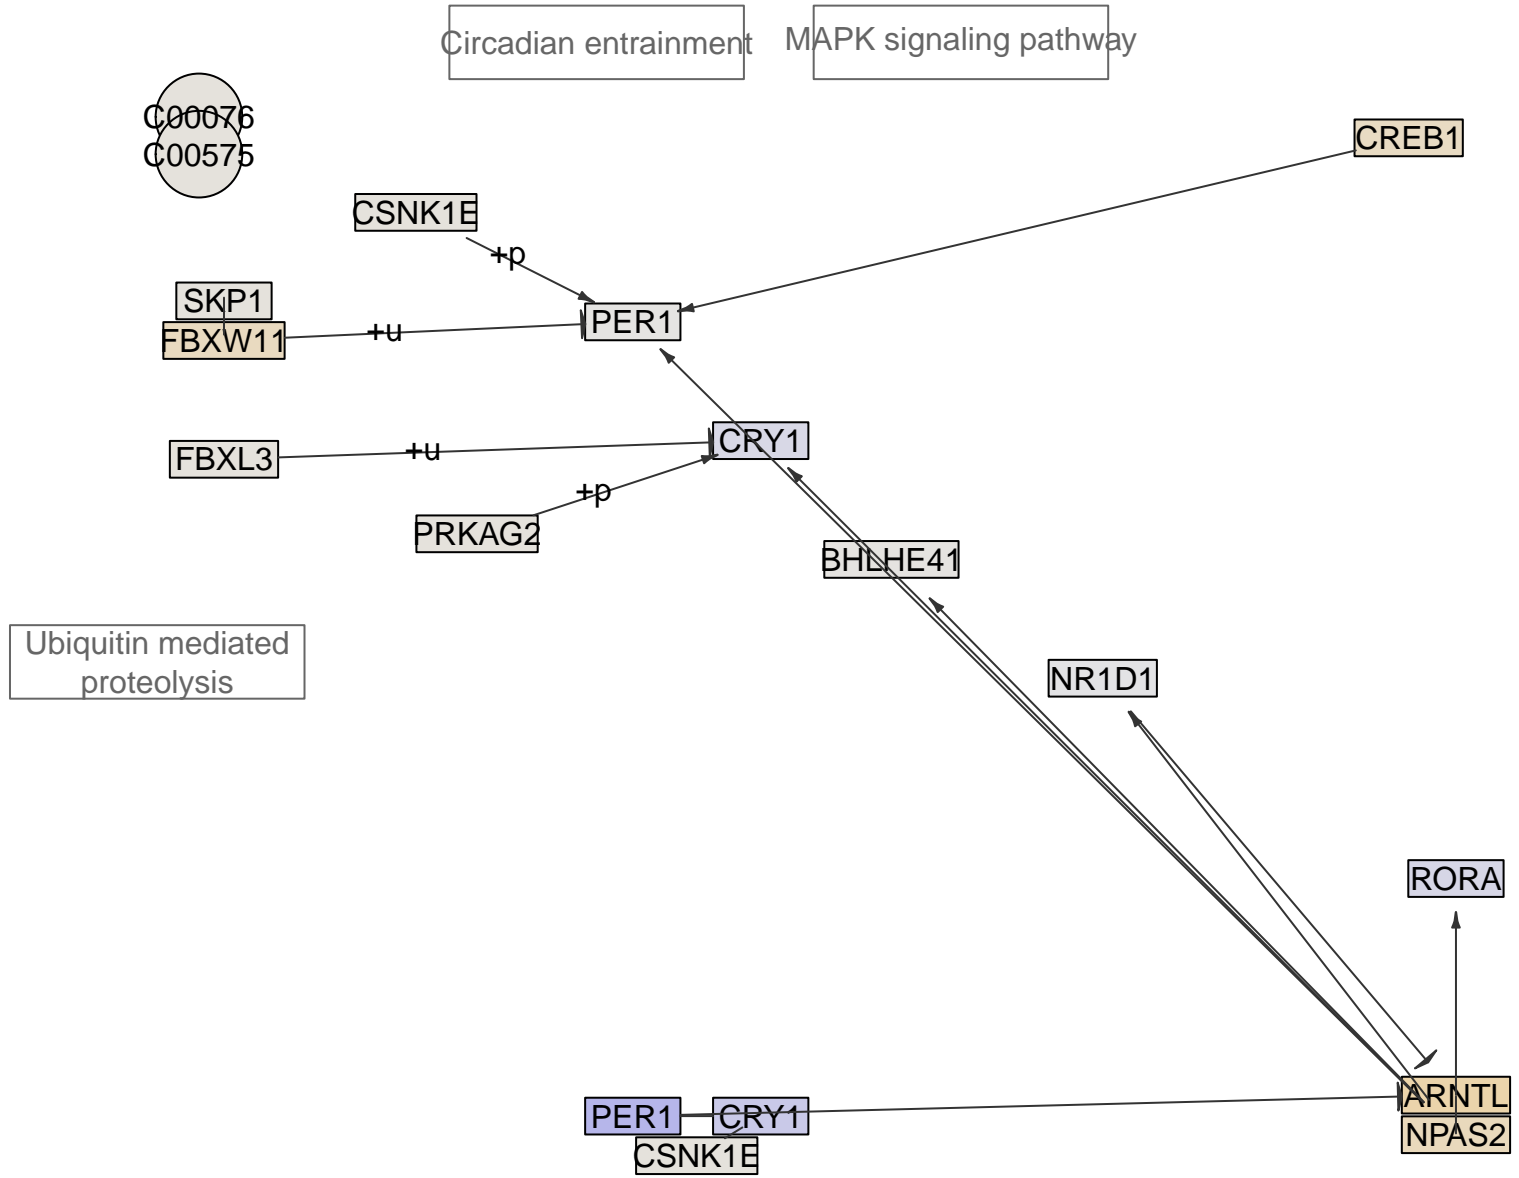 Circadian entrainment
MAPK signaling pathway
C00076
C00575
CREB1
CSNK1E
+p
SKP1
FBXW11
+u
PER1
CRY1
FBXL3
+u
+p
PRKAG2
BHLHE41
Ubiquitin mediated
proteolysis
NR1D1
RORA
ARNTL
NPAS2
PER1
CRY1
CSNK1E